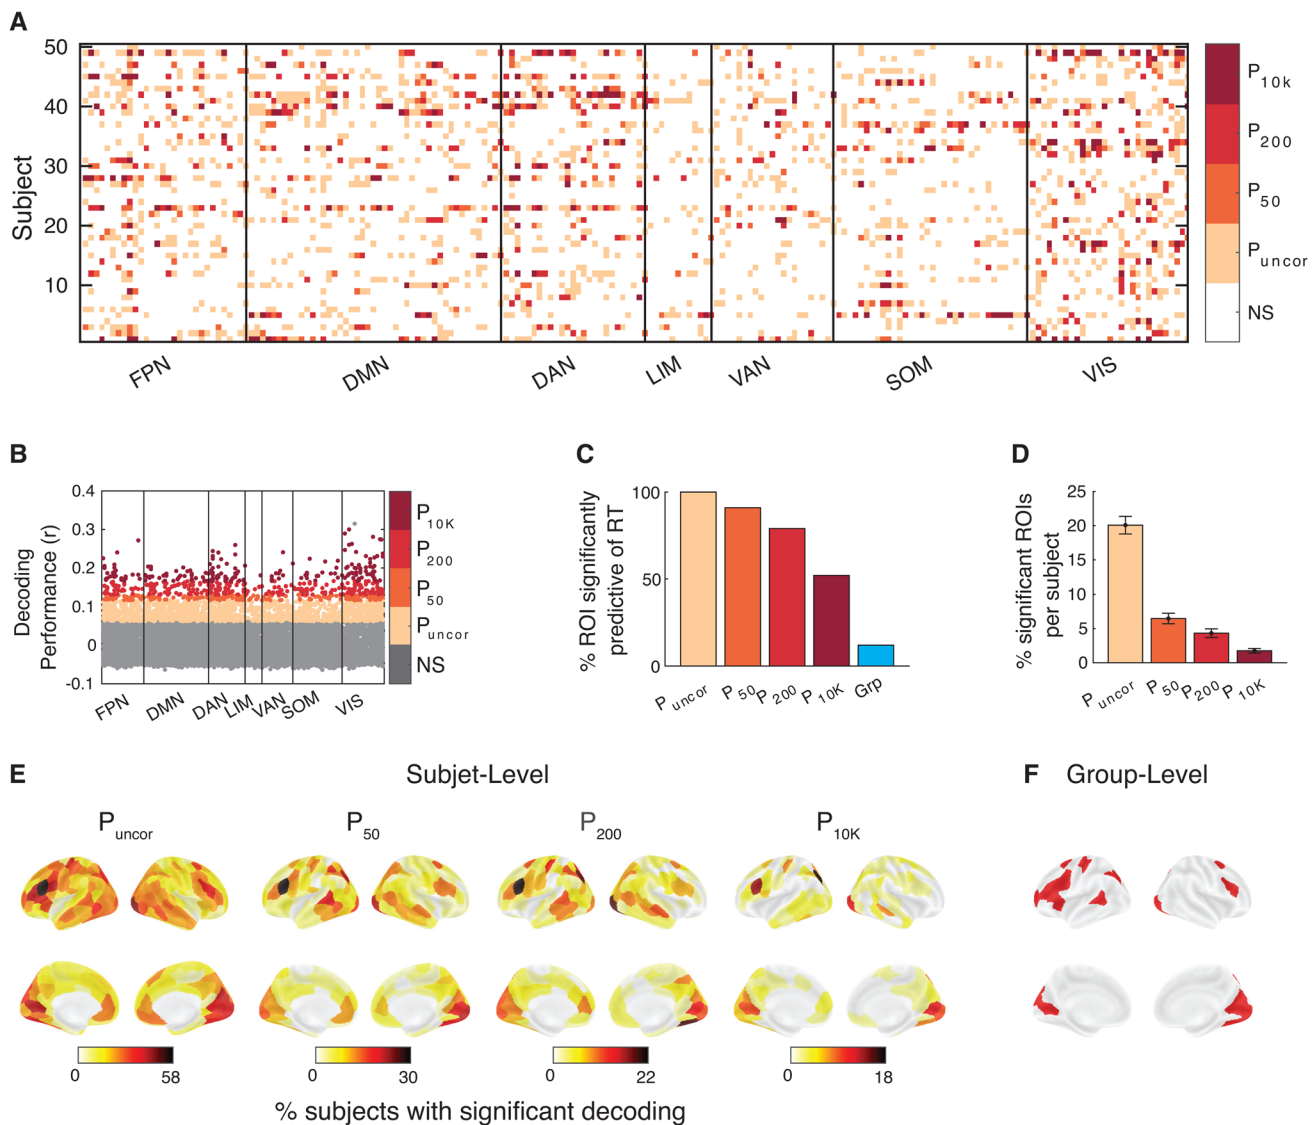 A
50
40
30
20
10
Subject
FPN DMN DAN LIM VAN SOM VIS
P10k
P200
P50
Puncor
NS
B
0.4
0.3
0.2
0.1
0
-0.1
Decoding
Performance (r)
FPN DMN DAN LIM VAN SOM VIS
P10K
P200
P50
Puncor
NS
C
100
50
0
% ROI significantly
predictive of RT
Puncor P50 P200 P10K Grp
D
25
20
15
10
5
0
% significant ROIs
per subject
Puncor P50 P200 P10K
E Subjet-Level
Puncor P50 P200 P10K
0 58 0 30 0 22 0 18
% subjects with significant decoding
F Group-Level